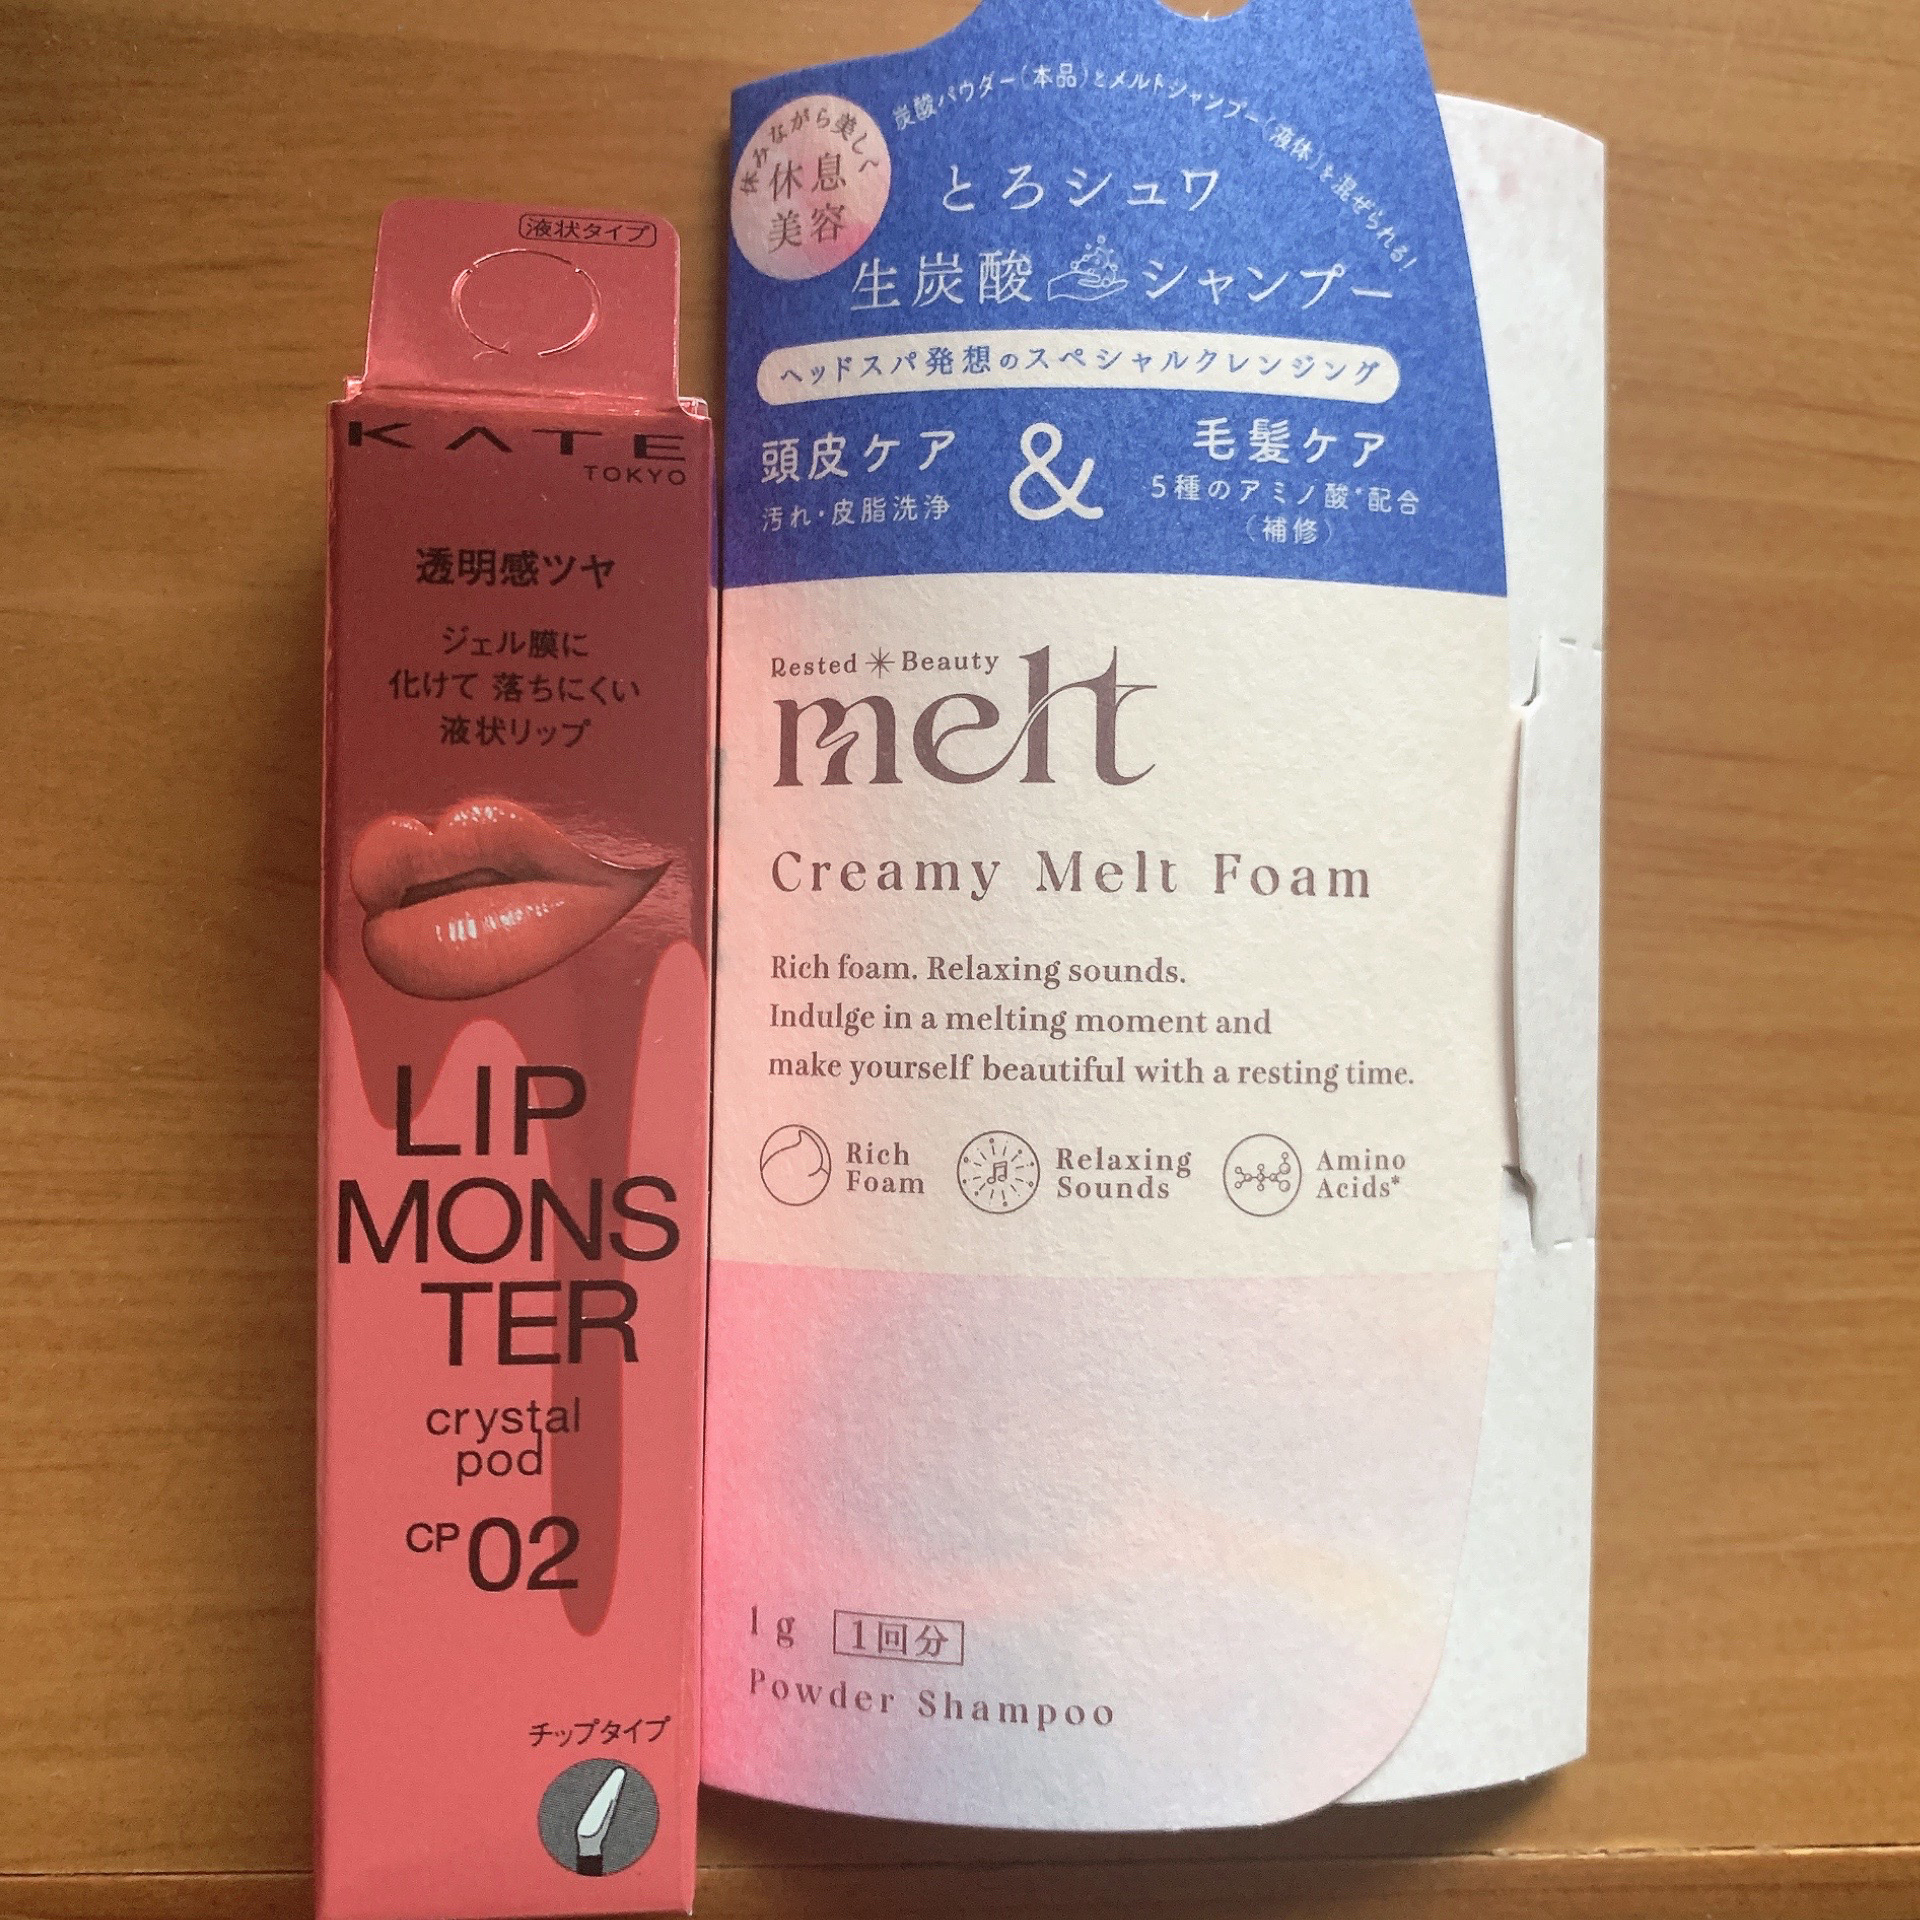 液状タイプ
KATE
TOKYO
透明感ツヤ
ジェル膜に
化けて 落ちにくい
液状リップ
LIP
MONS
TER
crystal
pod
CP 02
チップタイプ
休みながら美しく
休息
美容
炭酸パウダー(本品)とメルトシャンプー(液体)を混ぜられる!
とろシュワ
生炭酸シャンプー
ヘッドスパ発想のスペシャルクレンジング
頭皮ケア
汚れ・皮脂洗浄
&
毛髪ケア
5種のアミノ酸*配合
(補修)
Rested Beauty
melt
Creamy Melt Foam
Rich foam. Relaxing sounds.
Indulge in a melting moment and
make yourself beautiful with a resting time.
Rich
Foam
Relaxing
Sounds
Amino
Acids*
1g 1回分
Powder Shampoo